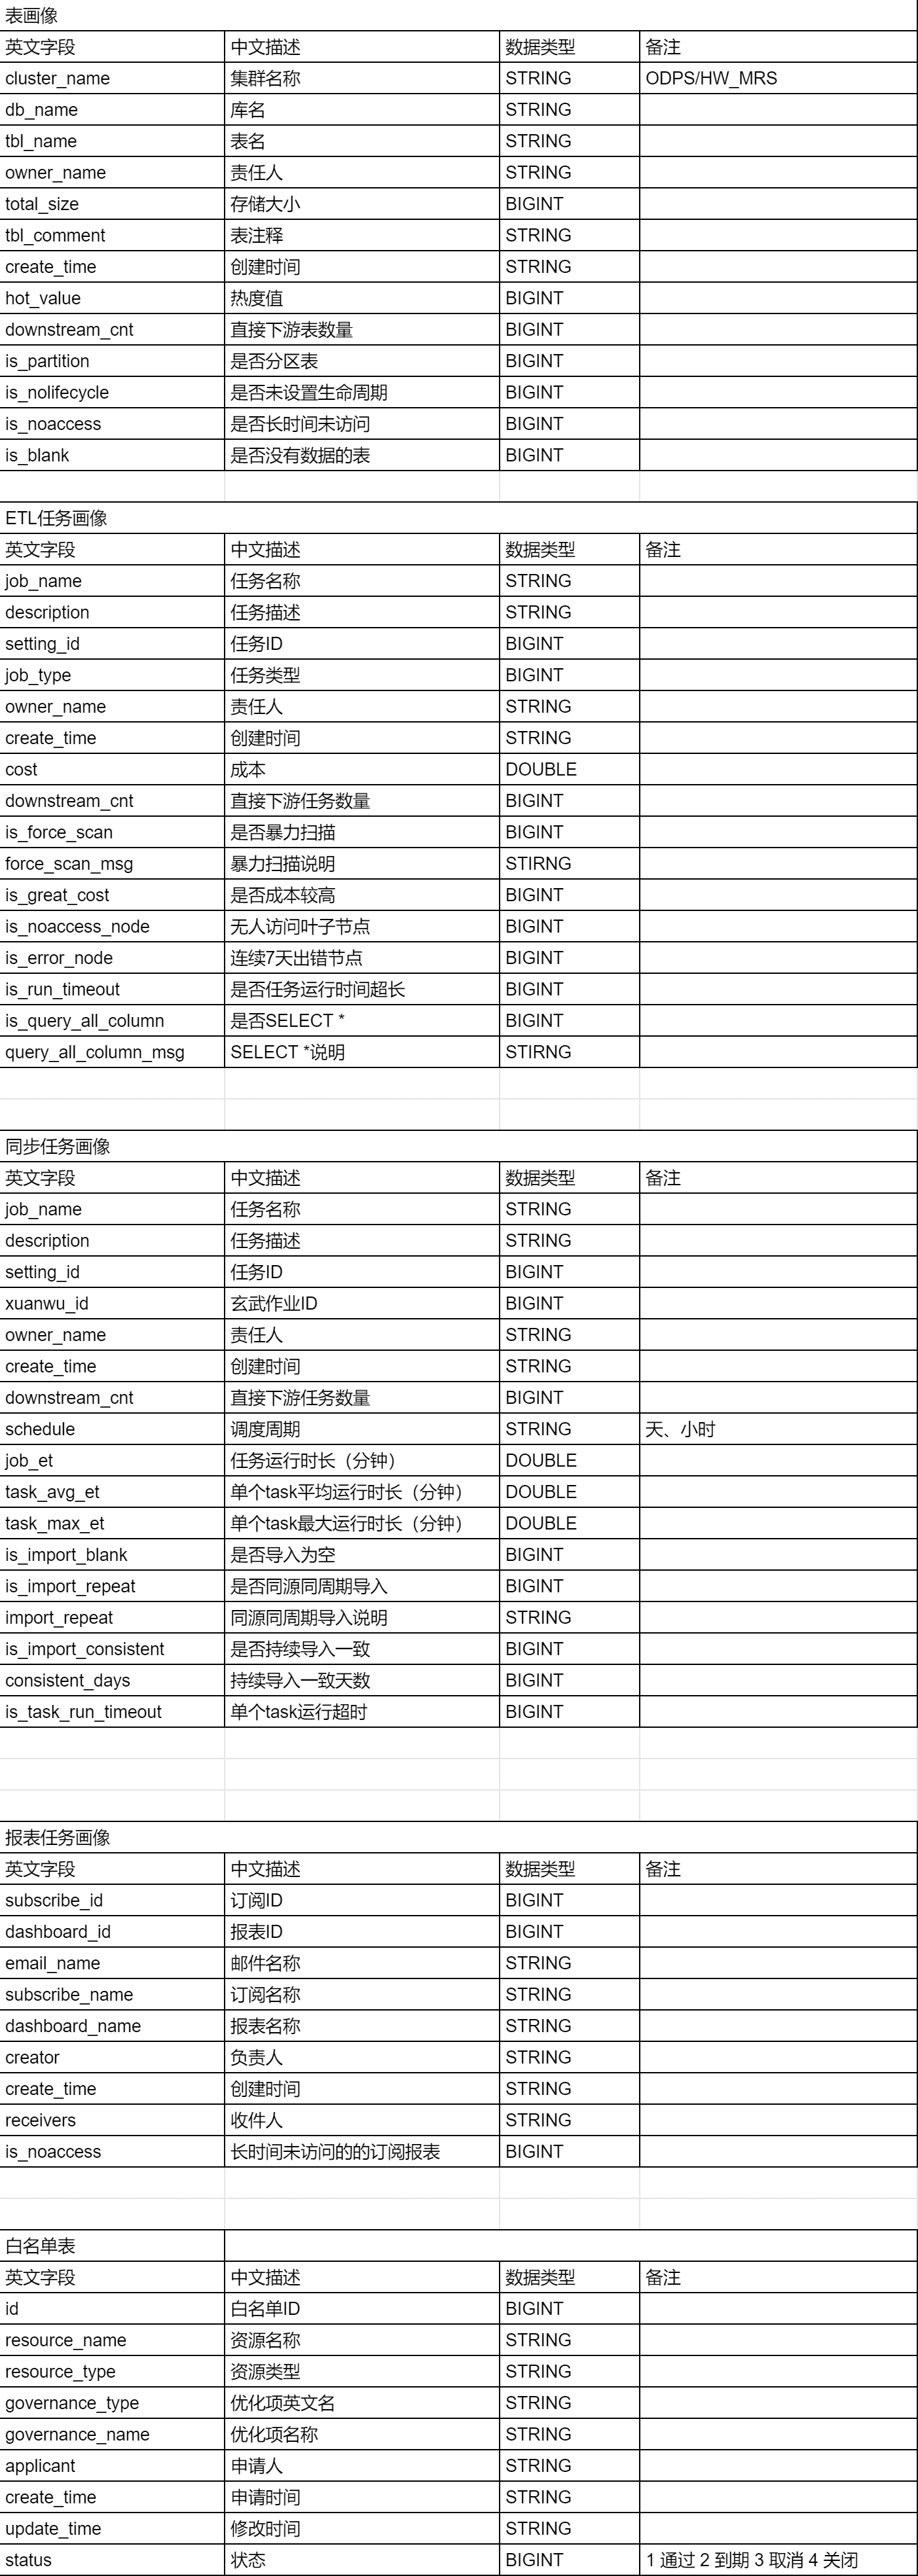 表画像
英文字段 中文描述 数据类型 备注
cluster_name 集群名称 STRING ODPS/HW_MRS
db_name 库名 STRING
tbl_name 表名 STRING
owner_name 责任人 STRING
total_size 存储大小 BIGINT
tbl_comment 表注释 STRING
create_time 创建时间 STRING
hot_value 热度值 BIGINT
downstream_cnt 直接下游表数量 BIGINT
is_partition 是否分区表 BIGINT
is_nolifecycle 是否未设置生命周期 BIGINT
is_noaccess 是否长时间未访问 BIGINT
is_blank 是否没有数据的表 BIGINT
ETL任务画像
英文字段 中文描述 数据类型 备注
job_name 任务名称 STRING
description 任务描述 STRING
setting_id 任务ID BIGINT
job_type 任务类型 BIGINT
owner_name 责任人 STRING
create_time 创建时间 STRING
cost 成本 DOUBLE
downstream_cnt 直接下游任务数量 BIGINT
is_force_scan 是否暴力扫描 BIGINT
force_scan_msg 暴力扫描说明 STIRNG
is_great_cost 是否成本较高 BIGINT
is_noaccess_node 无人访问叶子节点 BIGINT
is_error_node 连续7天出错节点 BIGINT
is_run_timeout 是否任务运行时间超长 BIGINT
is_query_all_column 是否SELECT * BIGINT
query_all_column_msg SELECT *说明 STIRNG
同步任务画像
英文字段 中文描述 数据类型 备注
job_name 任务名称 STRING
description 任务描述 STRING
setting_id 任务ID BIGINT
xuanwu_id 玄武作业ID BIGINT
owner_name 责任人 STRING
create_time 创建时间 STRING
downstream_cnt 直接下游任务数量 BIGINT
schedule 调度周期 STRING 天、小时
job_et 任务运行时长（分钟） DOUBLE
task_avg_et 单个task平均运行时长（分钟） DOUBLE
task_max_et 单个task最大运行时长（分钟） DOUBLE
is_import_blank 是否导入为空 BIGINT
is_import_repeat 是否同源同周期导入 BIGINT
import_repeat 同源同周期导入说明 STRING
is_import_consistent 是否持续导入一致 BIGINT
consistent_days 持续导入一致天数 BIGINT
is_task_run_timeout 单个task运行超时 BIGINT
报表任务画像
英文字段 中文描述 数据类型 备注
subscribe_id 订阅ID BIGINT
dashboard_id 报表ID BIGINT
email_name 邮件名称 STRING
subscribe_name 订阅名称 STRING
dashboard_name 报表名称 STRING
creator 负责人 STRING
create_time 创建时间 STRING
receivers 收件人 STRING
is_noaccess 长时间未访问的的订阅报表 BIGINT
白名单表
英文字段 中文描述 数据类型 备注
id 白名单ID BIGINT
resource_name 资源名称 STRING
resource_type 资源类型 STRING
governance_type 优化项英文名 STRING
governance_name 优化项名称 STRING
applicant 申请人 STRING
create_time 申请时间 STRING
update_time 修改时间 STRING
status 状态 BIGINT 1 通过 2 到期 3 取消 4 关闭